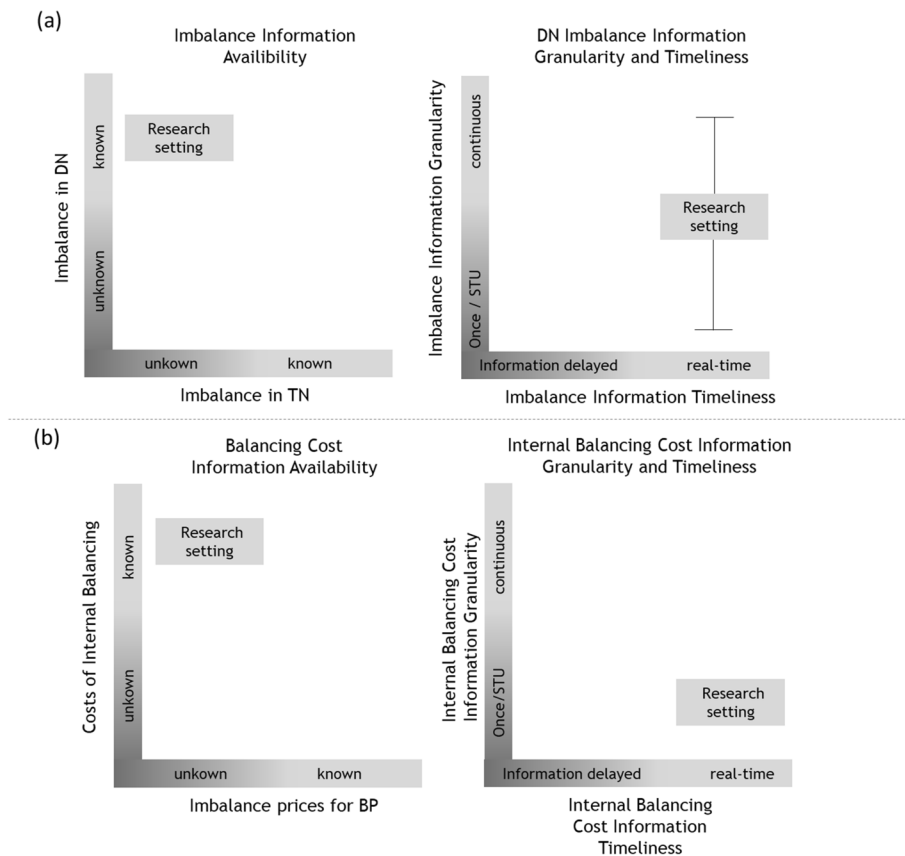 (a)
Imbalance Information
Availability
Imbalance in DN
known
unknown
Research
setting
unkown
known
Imbalance in TN
DN Imbalance Information
Granularity and Timeliness
Imbalance Information Granularity
continuous
Once / STU
Research
setting
Information delayed
real-time
Imbalance Information Timeliness
(b)
Balancing Cost
Information Availability
Costs of Internal Balancing
known
unkown
Research
setting
unkown
known
Imbalance prices for BP
Internal Balancing Cost Information
Granularity and Timeliness
Internal Balancing Cost
Information Granularity
continuous
Once/STU
Research
setting
Information delayed
real-time
Internal Balancing
Cost Information
Timeliness